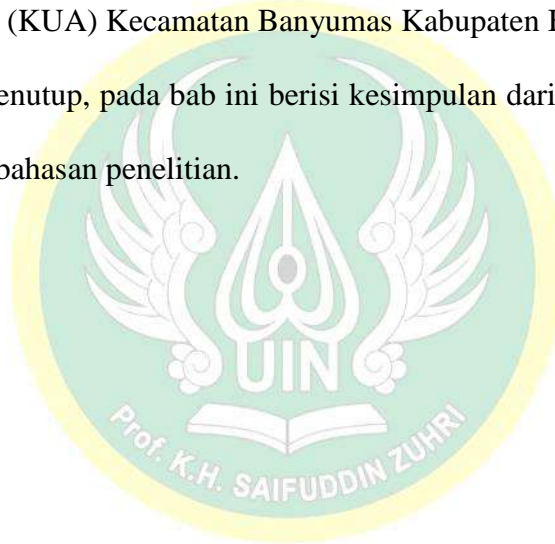 (KUA) Kecamatan Banyumas Kabupaten
enutup, pada bab ini berisi kesimpulan dari
bahasan penelitian.
UIN
Prof. K.H. SAIFUDDIN ZUHRI